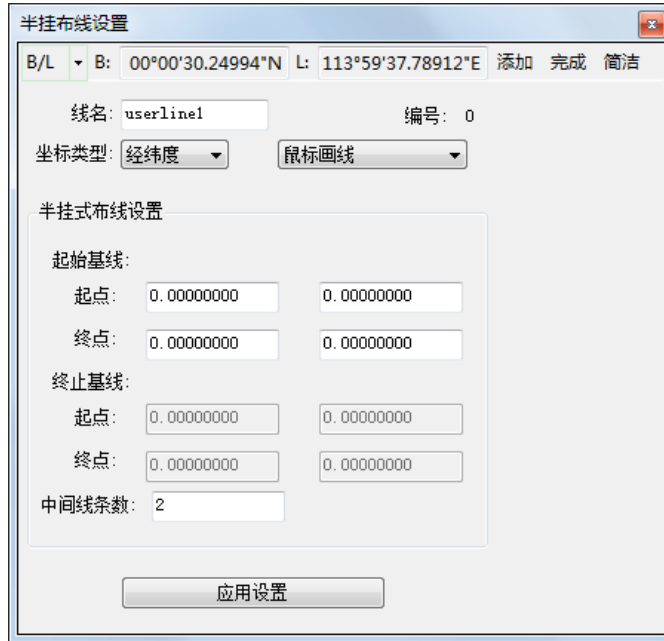 半挂布线设置
B/L B: 00°00'30.24994"N L: 113°59'37.78912"E 添加 完成 简洁
线名: userline1 编号: 0
坐标类型: 经纬度 鼠标画线
半挂式布线设置
起始基线:
起点: 0.00000000 0.00000000
终点: 0.00000000 0.00000000
终止基线:
起点: 0.00000000 0.00000000
终点: 0.00000000 0.00000000
中间线条数: 2
应用设置